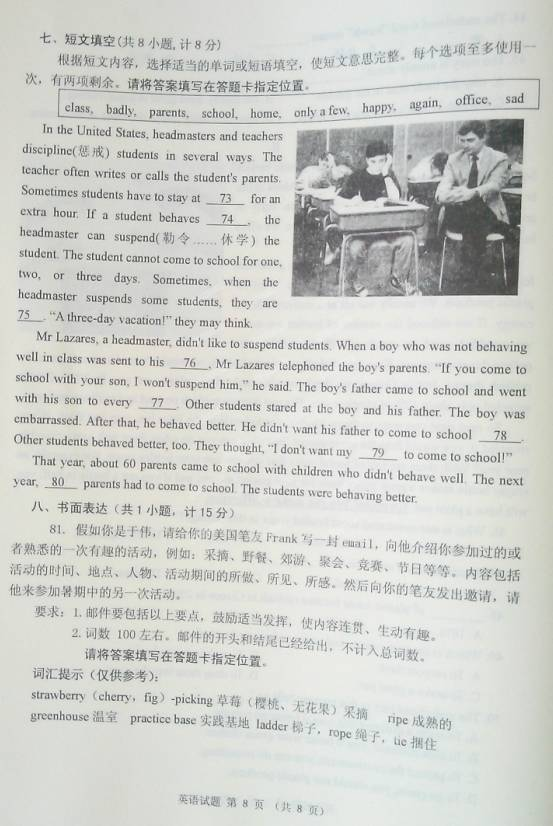 七、短文填空(共 8 小题, 计 8 分)
根据短文内容，选择适当的单词或短语填空，使短文意思完整。每个选项至多使用一
次，有两项剩余。请将答案填写在答题卡指定位置。
class, badly, parents, school, home, only a few, happy, again, office, sad
In the United States, headmasters and teachers
discipline(惩戒) students in several ways. The
teacher often writes or calls the student's parents.
Sometimes students have to stay at 73 for an
extra hour. If a student behaves 74 , the
headmaster can suspend(勒令……休学) the
student. The student cannot come to school for one,
two, or three days. Sometimes, when the
headmaster suspends some students, they are
75 . "A three-day vacation!" they may think.
Mr Lazares, a headmaster, didn't like to suspend students. When a boy who was not behaving
well in class was sent to his 76 , Mr Lazares telephoned the boy's parents. "If you come to
school with your son, I won't suspend him," he said. The boy's father came to school and went
with his son to every 77 . Other students stared at the boy and his father. The boy was
embarrassed. After that, he behaved better. He didn't want his father to come to school 78 .
Other students behaved better, too. They thought, "I don't want my 79 to come to school!"
That year, about 60 parents came to school with children who didn't behave well. The next
year, 80 parents had to come to school. The students were behaving better.
八、书面表达（共 1 小题，计 15 分）
81. 假如你是于伟，请给你的美国笔友 Frank 写一封 email，向他介绍你参加过的或
者熟悉的一次有趣的活动，例如：采摘、野餐、郊游、聚会、竞赛、节日等等。内容包括
活动的时间、地点、人物、活动期间的所做、所见、所感。然后向你的笔友发出邀请，请
他来参加暑期中的另一次活动。
要求：1. 邮件要包括以上要点，鼓励适当发挥，使内容连贯、生动有趣。
2. 词数 100 左右。邮件的开头和结尾已经给出，不计入总词数。
请将答案填写在答题卡指定位置。
词汇提示（仅供参考）：
strawberry（cherry，fig）-picking 草莓（樱桃、无花果）采摘 ripe 成熟的
greenhouse 温室 practice base 实践基地 ladder 梯子，rope 绳子，tie 捆住
英语试题 第 8 页 （共 8 页）